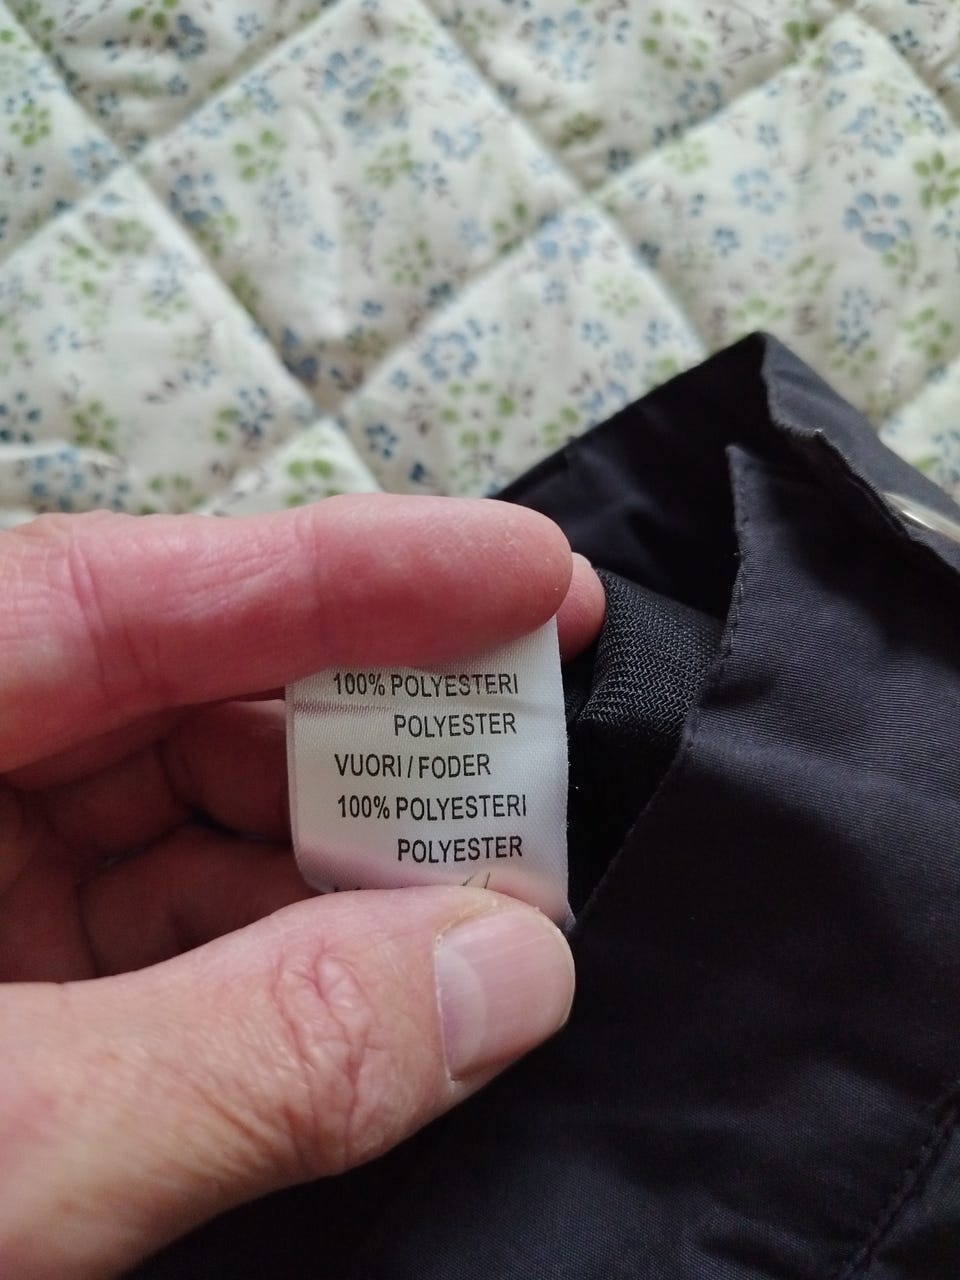 100% POLYESTERI
POLYESTER
VUORI / FODER
100% POLYESTERI
POLYESTER